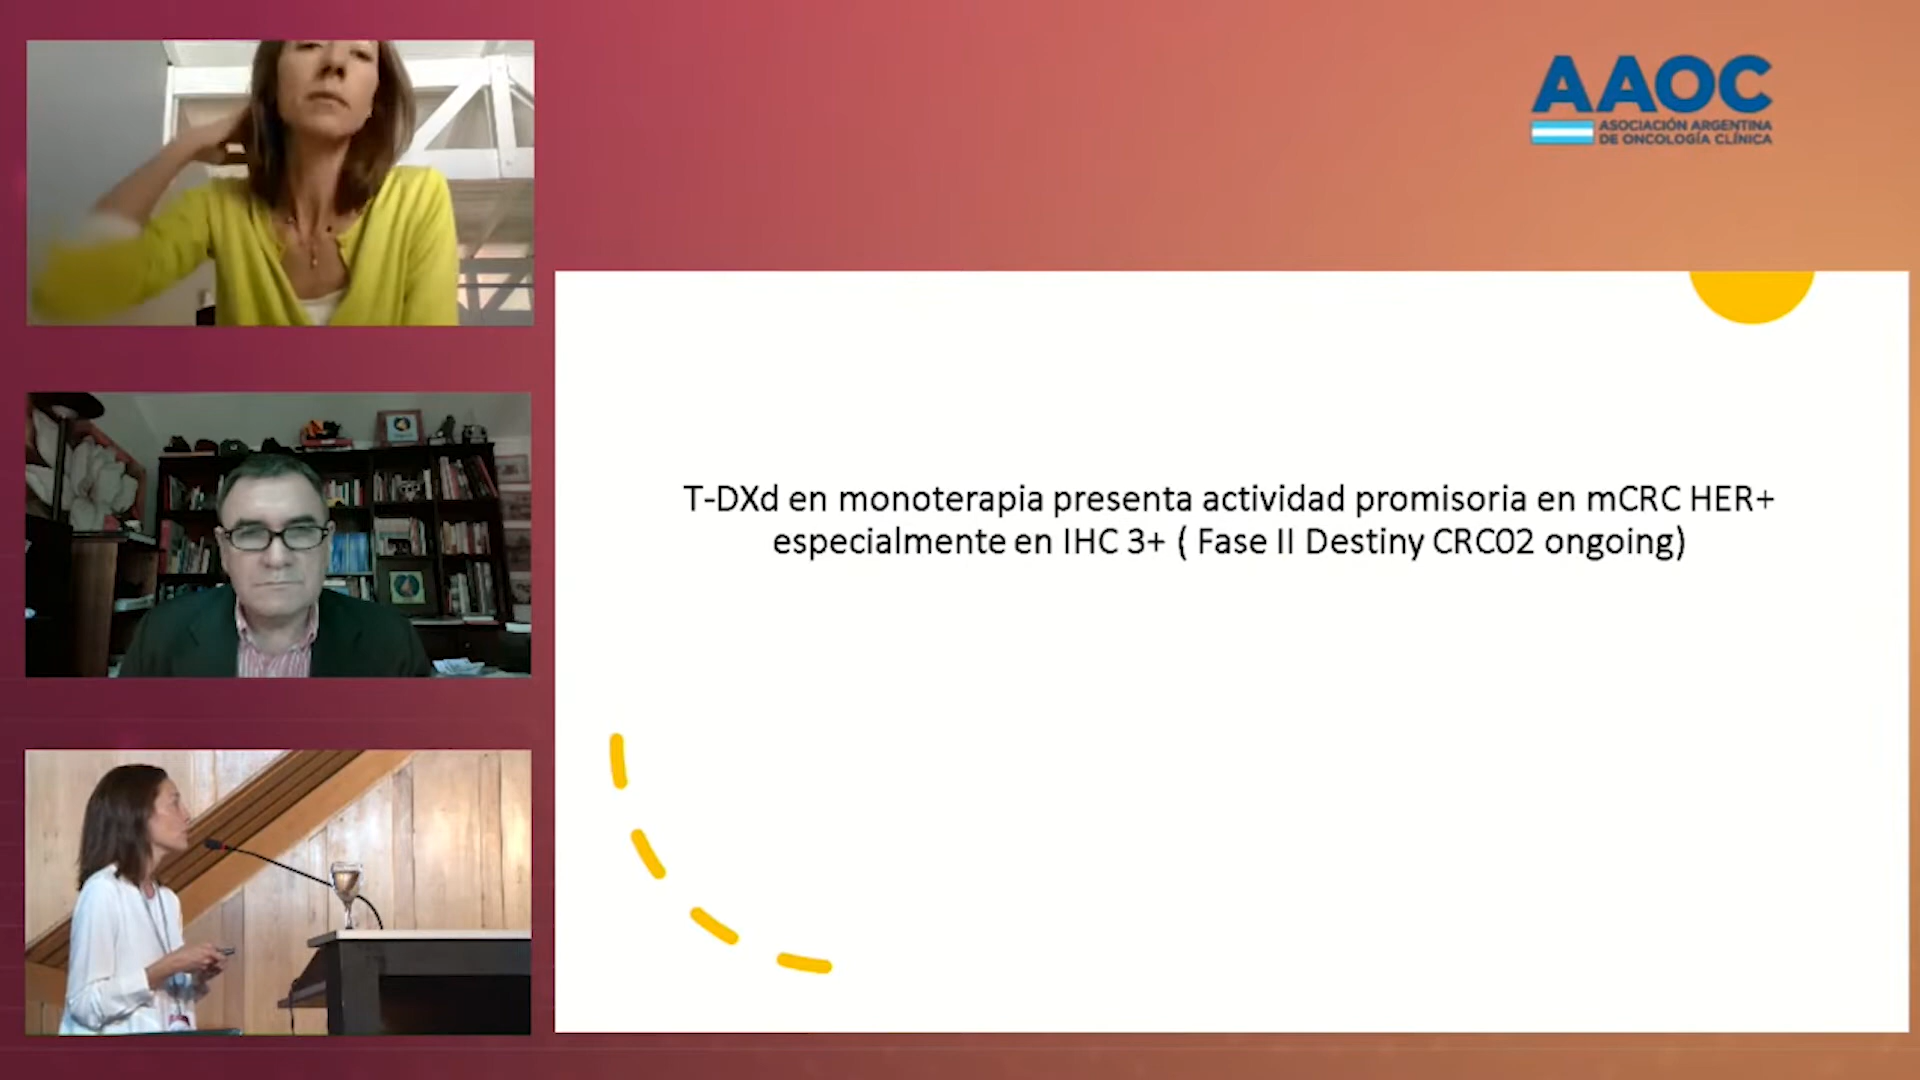 AAOC
ASOCIACIÓN ARGENTINA
DE ONCOLOGÍA CLÍNICA
T-DXd en monoterapia presenta actividad promisoria en mCRC HER+
especialmente en IHC 3+ ( Fase II Destiny CRC02 ongoing)